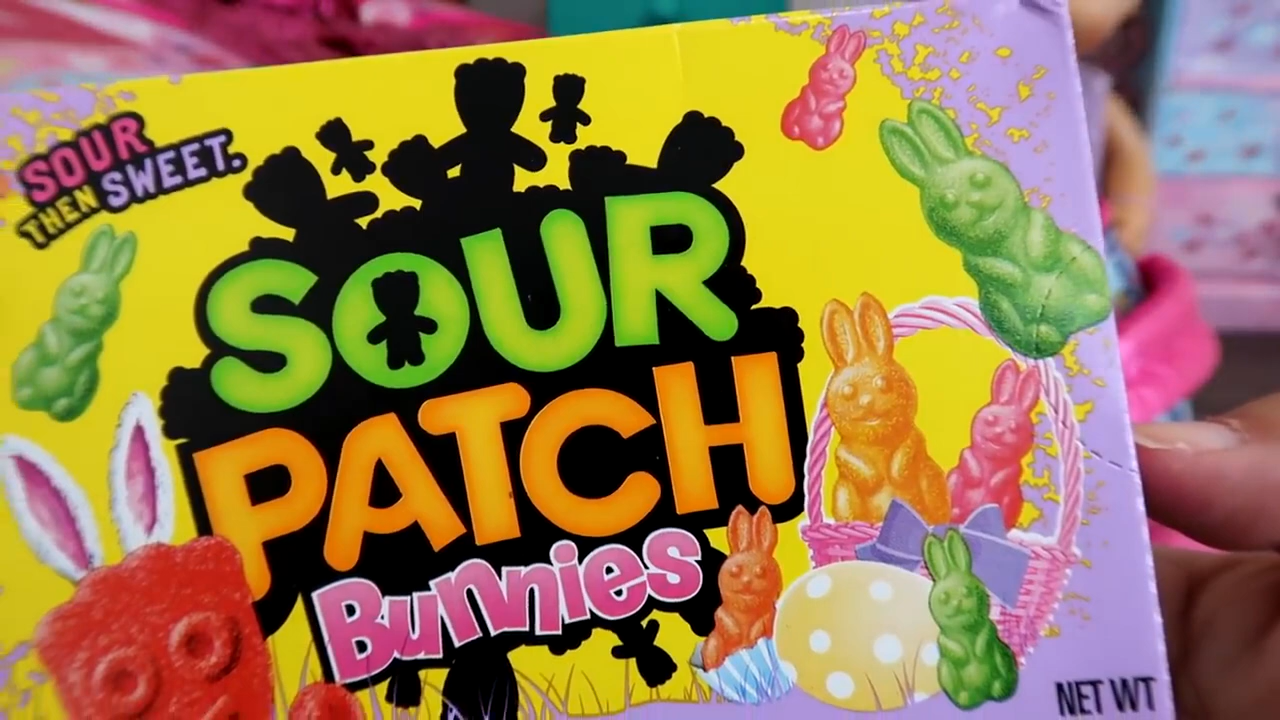 SOUR
THEN SWEET.
SOUR
PATCH
Bunnies
NET WT